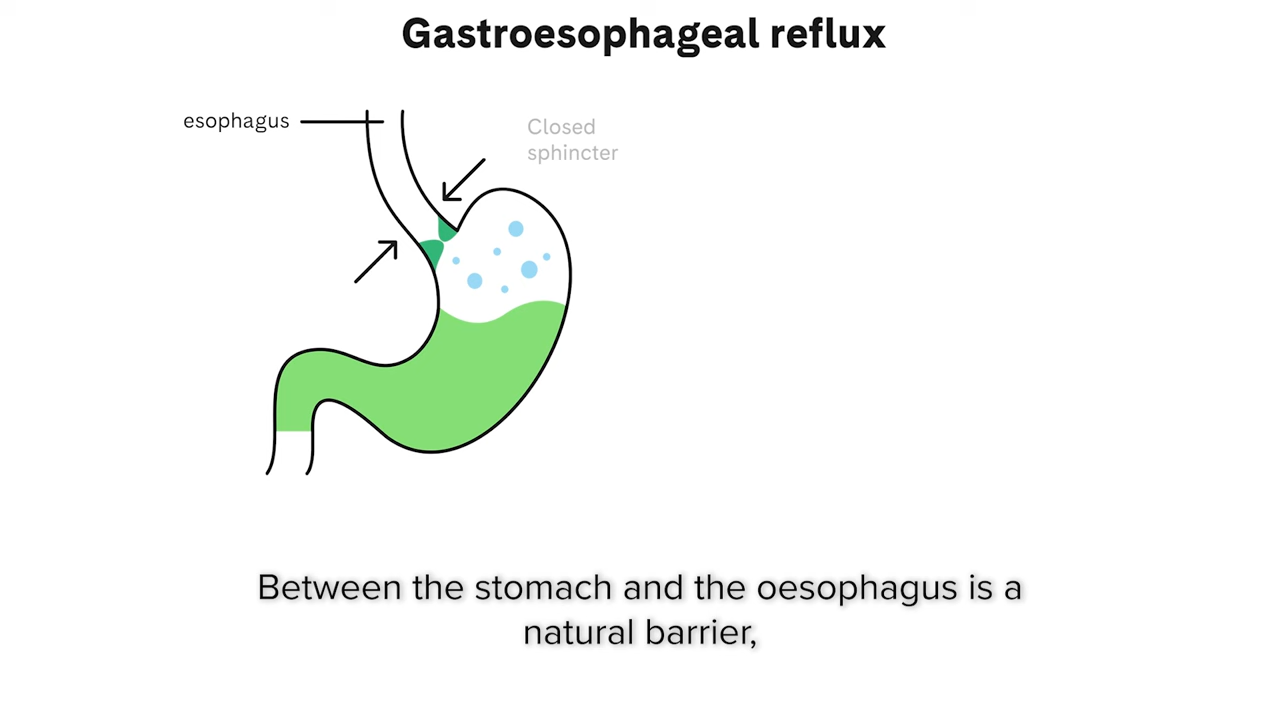 Gastroesophageal reflux
esophagus
Closed
sphincter
Between the stomach and the oesophagus is a
natural barrier,